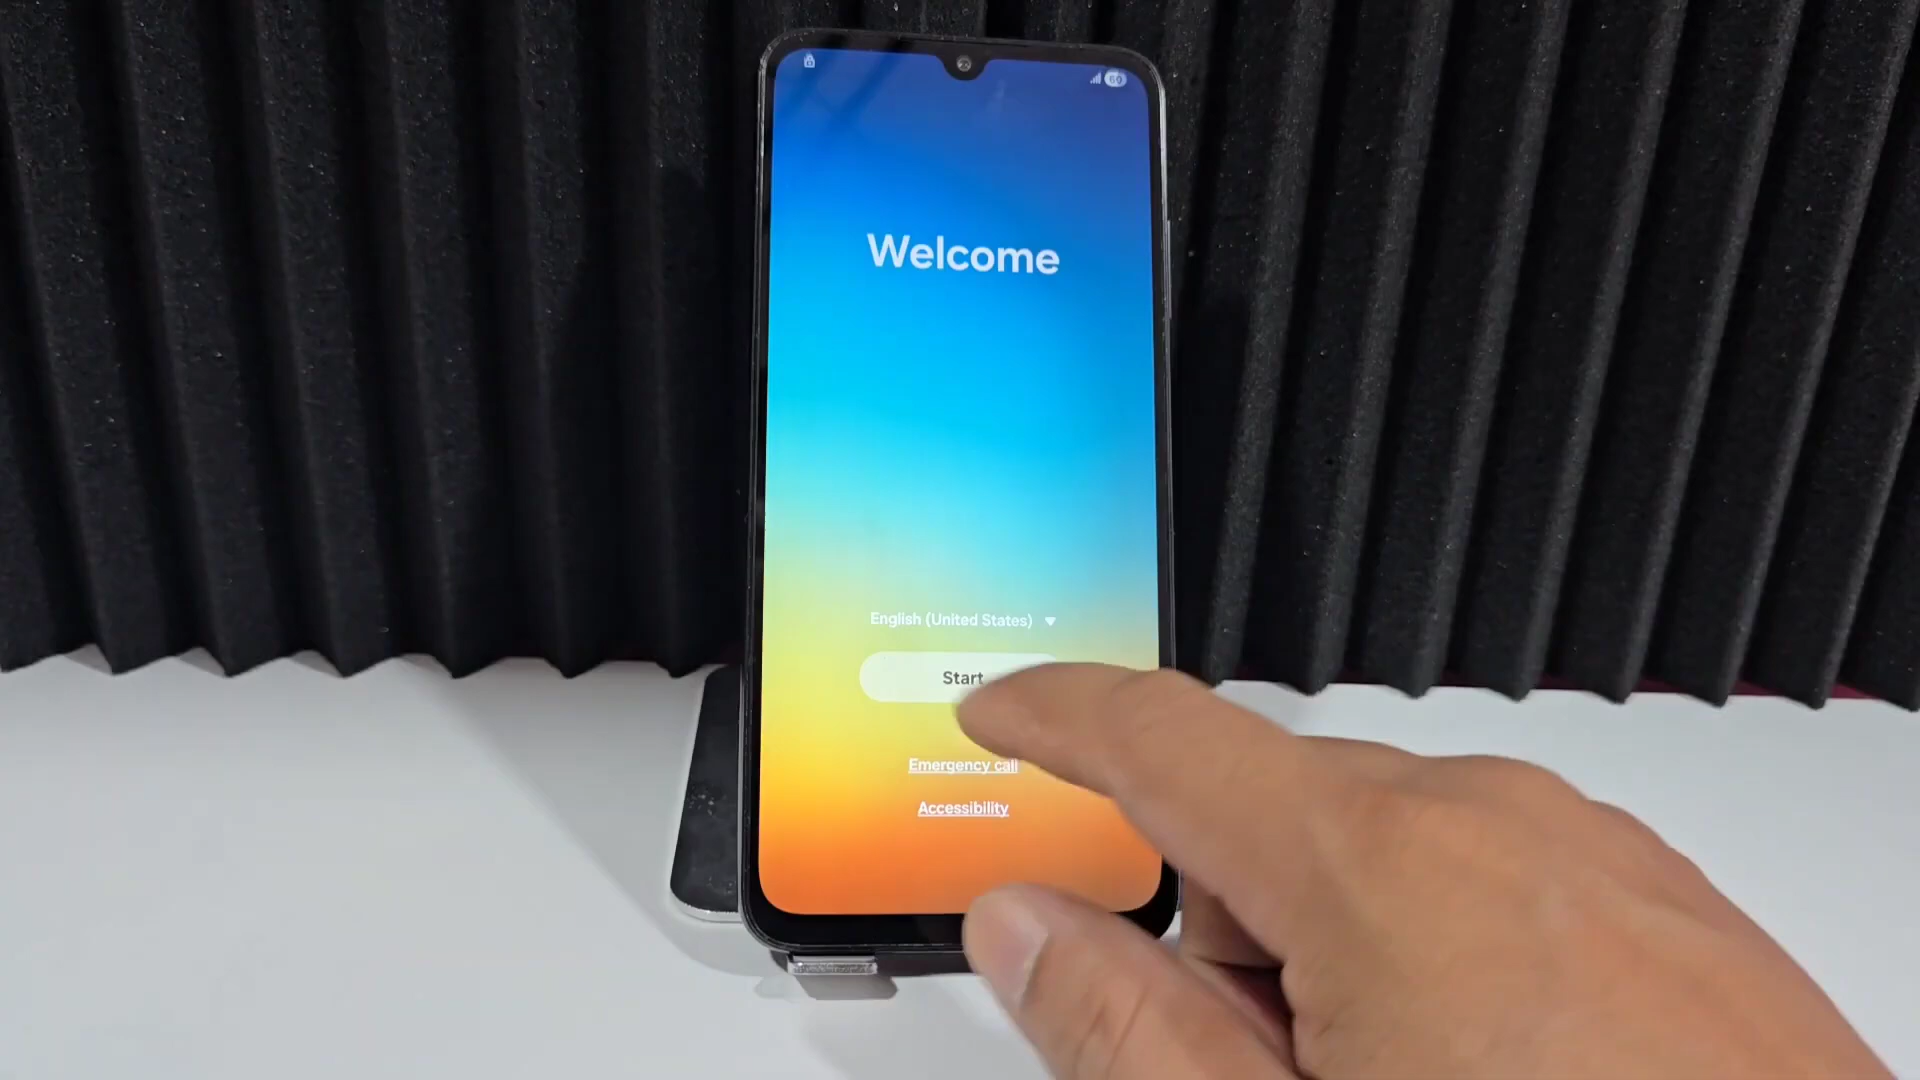 Welcome
English (United States)
Start
Emergency call
Accessibility